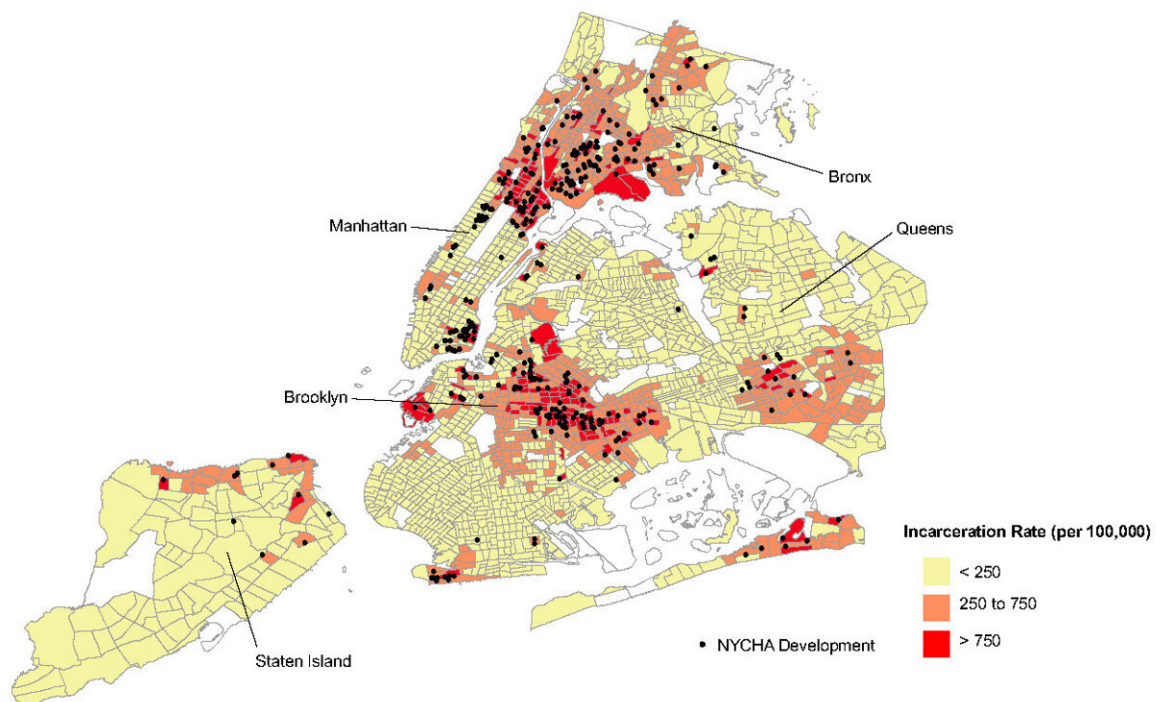 Bronx
Manhattan
Queens
Brooklyn
Staten Island
Incarceration Rate (per 100,000)
< 250
250 to 750
> 750
NYCHA Development